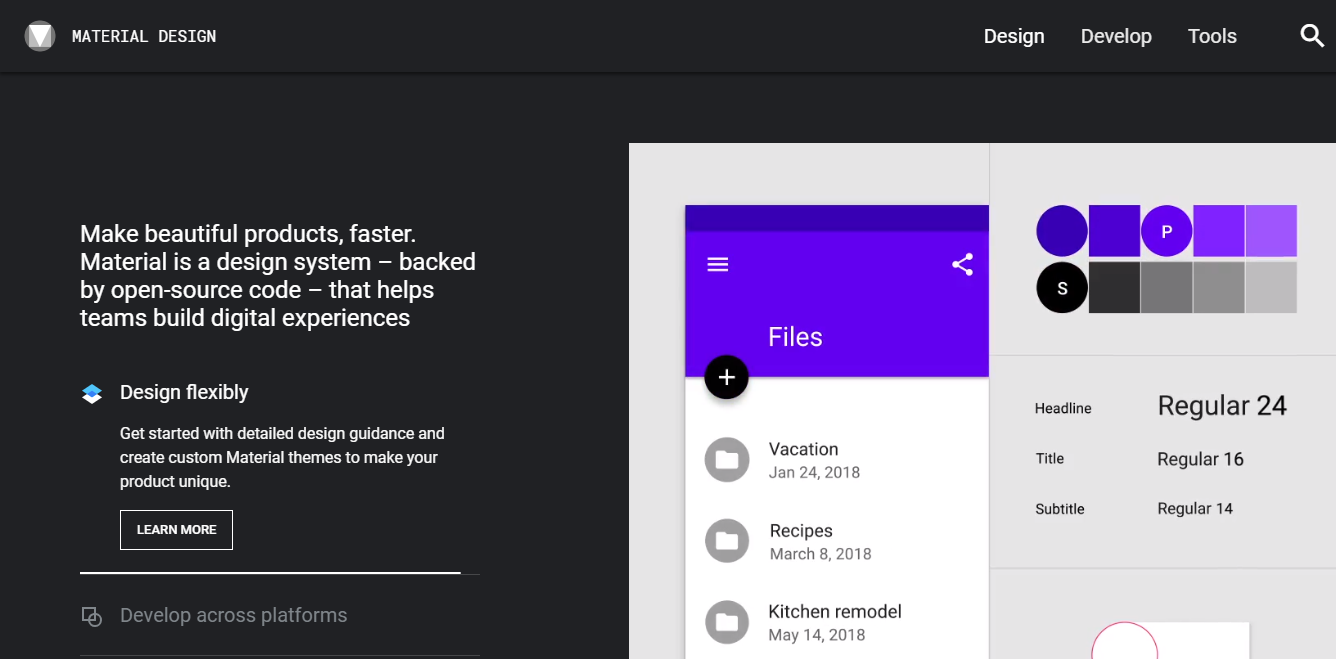 MATERIAL DESIGN
Design
Develop
Tools
Make beautiful products, faster.
Material is a design system – backed
by open-source code – that helps
teams build digital experiences
Design flexibly
Get started with detailed design guidance and
create custom Material themes to make your
product unique.
LEARN MORE
Develop across platforms
Files
Vacation
Jan 24, 2018
Recipes
March 8, 2018
Kitchen remodel
May 14, 2018
P
S
Headline Regular 24
Title Regular 16
Subtitle Regular 14